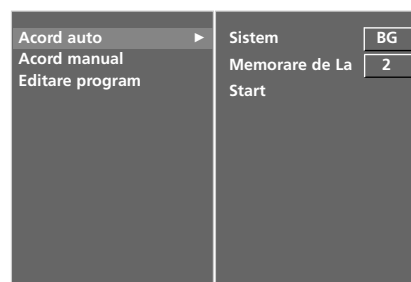 Acord auto ►
Acord manual
Editare program
Sistem BG
Memorare de La 2
Start